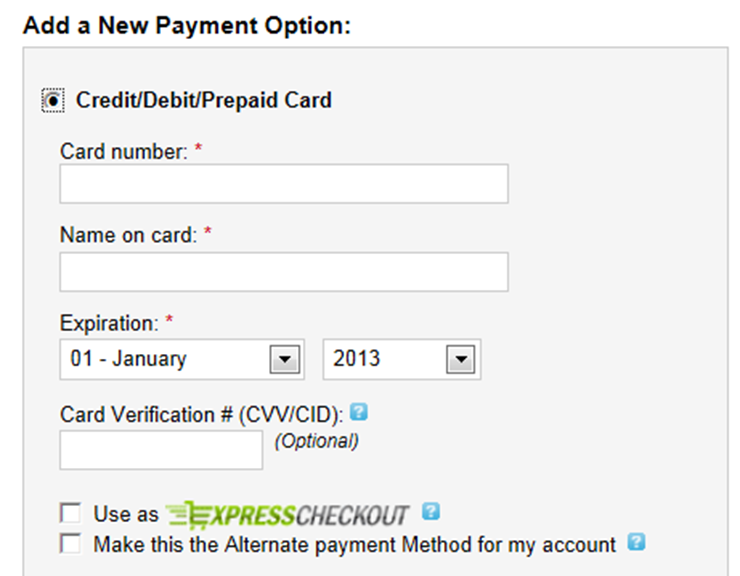 Add a New Payment Option:
Credit/Debit/Prepaid Card
Card number: *
Name on card: *
Expiration: *
01 - January 2013
Card Verification # (CVV/CID): ?
(Optional)
Use as EXPRESSCHECKOUT ?
Make this the Alternate payment Method for my account ?